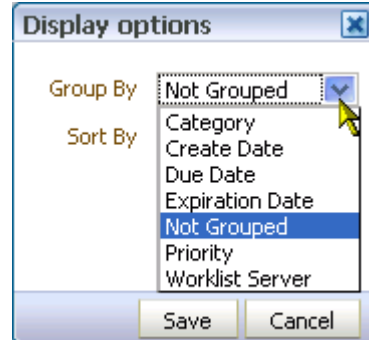 Display options
Group By Not Grouped
Sort By
Category
Create Date
Due Date
Expiration Date
Not Grouped
Priority
Worklist Server
Save Cancel